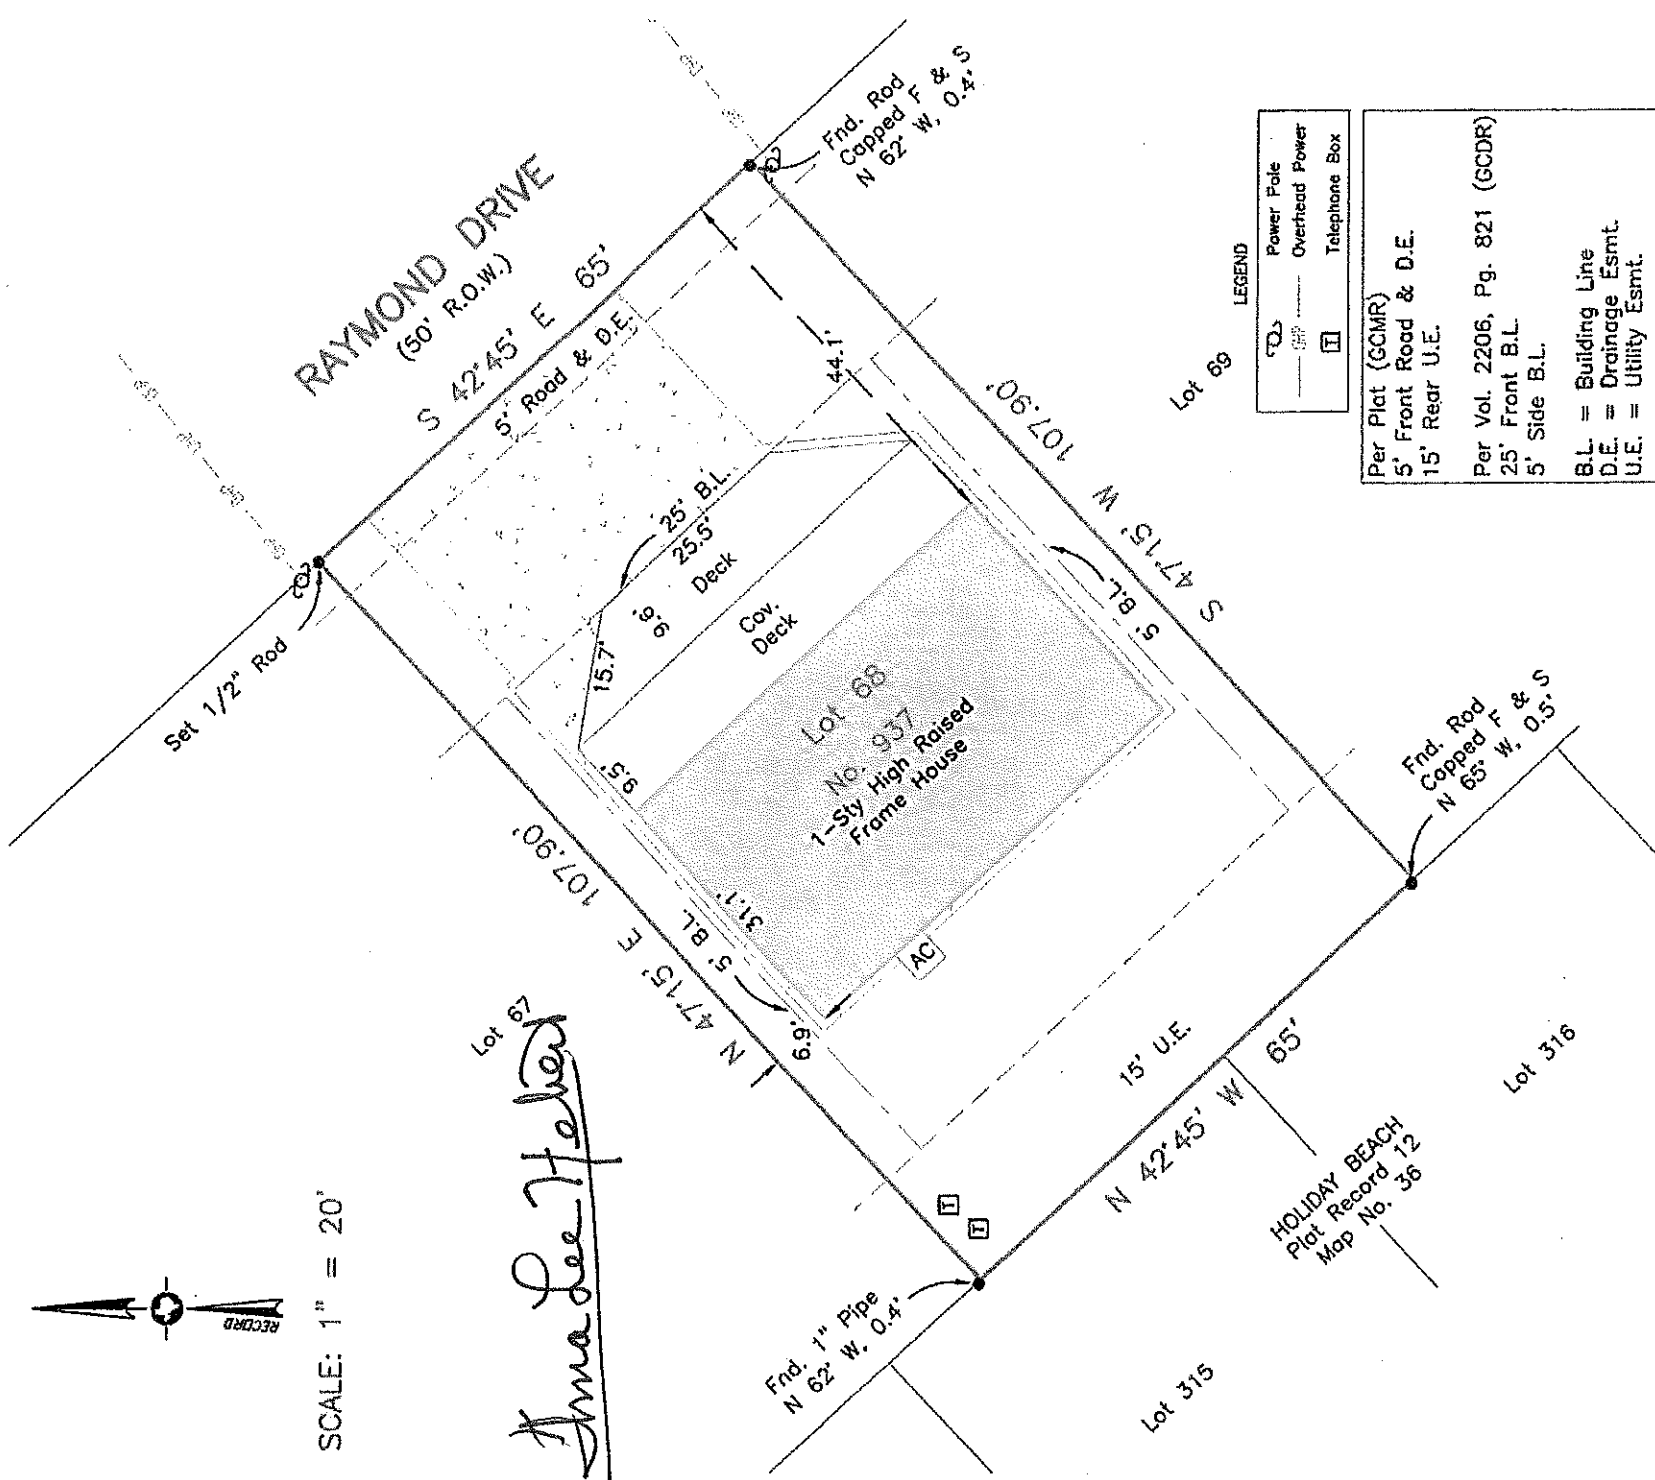 RAYMOND DRIVE
(50' R.O.W.)
S 42°45' E 65'
5' Road & D.E.
Fnd. Rod
Capped F & S
N 62° W, 0.4'
Set 1/2" Rod
25' B.L.
25.5'
Deck
9.8'
15.7'
Cov.
Deck
44.1'
9.5'
Lot 68
No. 937
1-Sty High Raised
Frame House
31.1'
5' B.L.
N 47°15' E 107.90'
6.9'
AC
5' B.L.
S 47°15' W 107.90'
Lot 69
Lot 67
LEGEND
Power Pole
OHP Overhead Power
T Telephone Box
Per Plat (GCMR)
5' Front Road & D.E.
15' Rear U.E.
Per Vol. 2206, Pg. 821 (GCDR)
25' Front B.L.
5' Side B.L.
B.L. = Building Line
D.E. = Drainage Esmt.
U.E. = Utility Esmt.
RECORD
SCALE: 1" = 20'
T
T
15' U.E.
N 42°45' W 65'
Fnd. Rod
Capped F & S
N 65° W, 0.5'
Fnd. 1" Pipe
N 62° W, 0.4'
HOLIDAY BEACH
Plat Record 12
Map No. 36
Lot 315
Lot 316